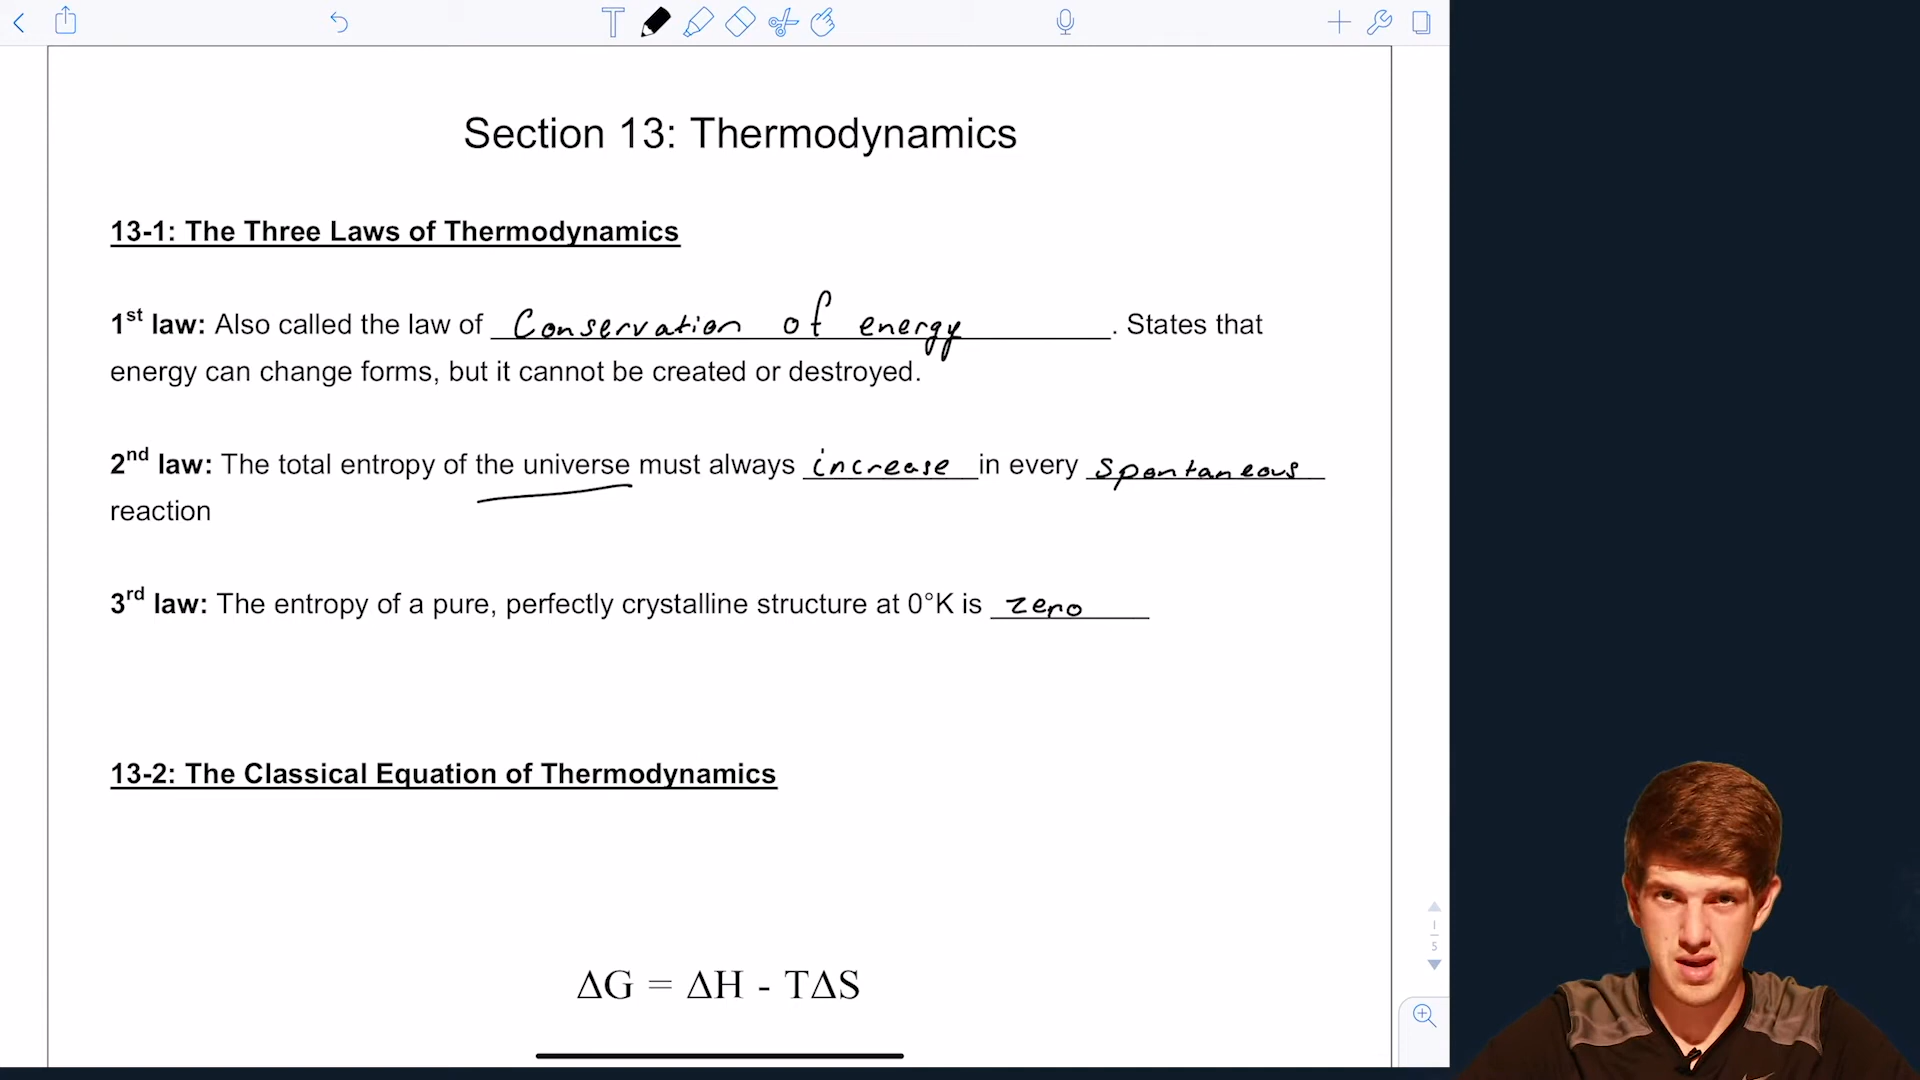 Section 13: Thermodynamics
13-1: The Three Laws of Thermodynamics
1st law: Also called the law of Conservation of energy. States that
energy can change forms, but it cannot be created or destroyed.
2nd law: The total entropy of the universe must always increase in every spontaneous
reaction
3rd law: The entropy of a pure, perfectly crystalline structure at 0°K is zero
13-2: The Classical Equation of Thermodynamics
ΔG = ΔH - TΔS
1
5